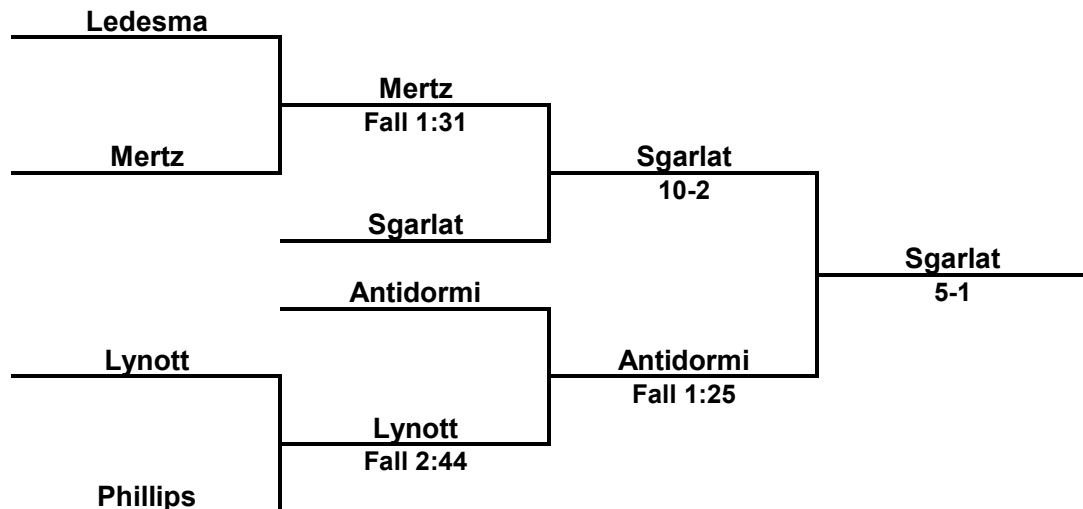 Ledesma
Mertz
Fall 1:31
Mertz
Sgarlat
10-2
Sgarlat
Sgarlat
5-1
Antidormi
Lynott
Antidormi
Fall 1:25
Lynott
Fall 2:44
Phillips